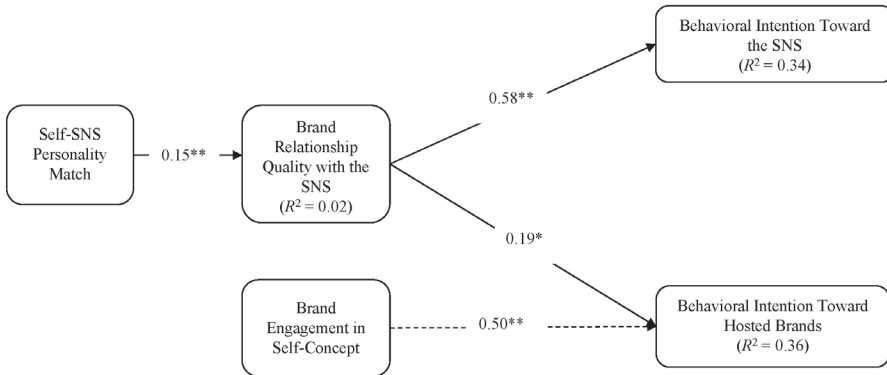 Behavioral Intention Toward
the SNS
(R² = 0.34)
0.58**
Self-SNS
Personality
Match
0.15**
Brand
Relationship
Quality with the
SNS
(R² = 0.02)
0.19*
Brand
Engagement in
Self-Concept
0.50**
Behavioral Intention Toward
Hosted Brands
(R² = 0.36)